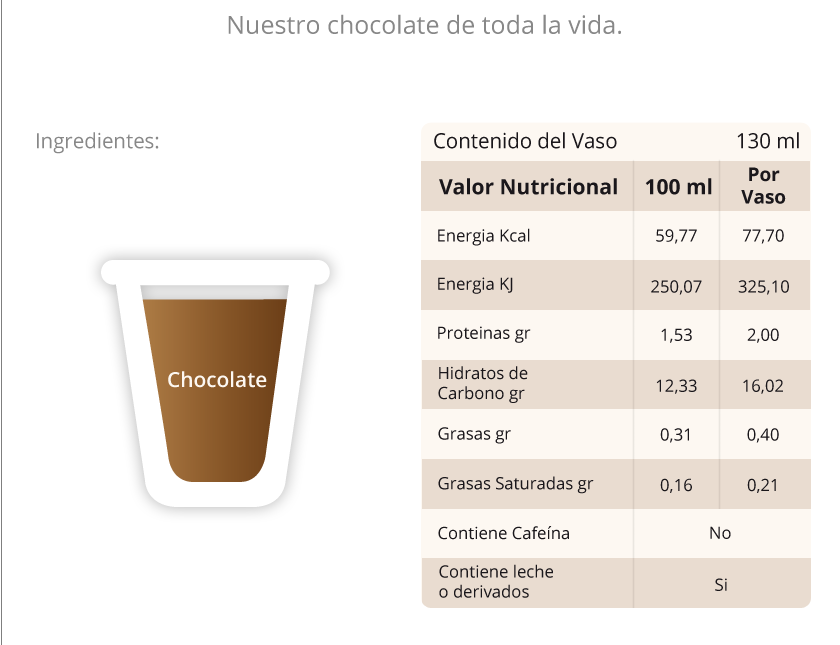 Nuestro chocolate de toda la vida.
Ingredientes:
Chocolate
Contenido del Vaso 130 ml
Valor Nutricional 100 ml Por Vaso
Energia Kcal 59,77 77,70
Energia KJ 250,07 325,10
Proteinas gr 1,53 2,00
Hidratos de
Carbono gr 12,33 16,02
Grasas gr 0,31 0,40
Grasas Saturadas gr 0,16 0,21
Contiene Cafeína No
Contiene leche
o derivados Si